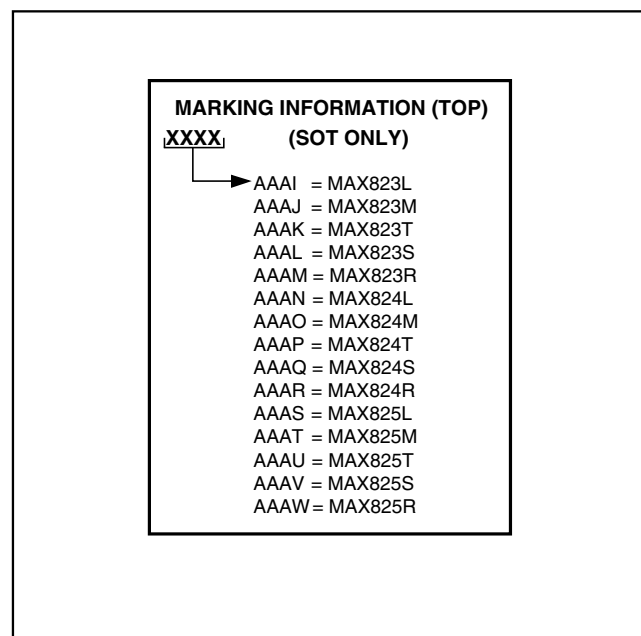 MARKING INFORMATION (TOP)
XXXX (SOT ONLY)
AAAI = MAX823L
AAAJ = MAX823M
AAAK = MAX823T
AAAL = MAX823S
AAAM = MAX823R
AAAN = MAX824L
AAAO = MAX824M
AAAP = MAX824T
AAAQ = MAX824S
AAAR = MAX824R
AAAS = MAX825L
AAAT = MAX825M
AAAU = MAX825T
AAAV = MAX825S
AAAW = MAX825R